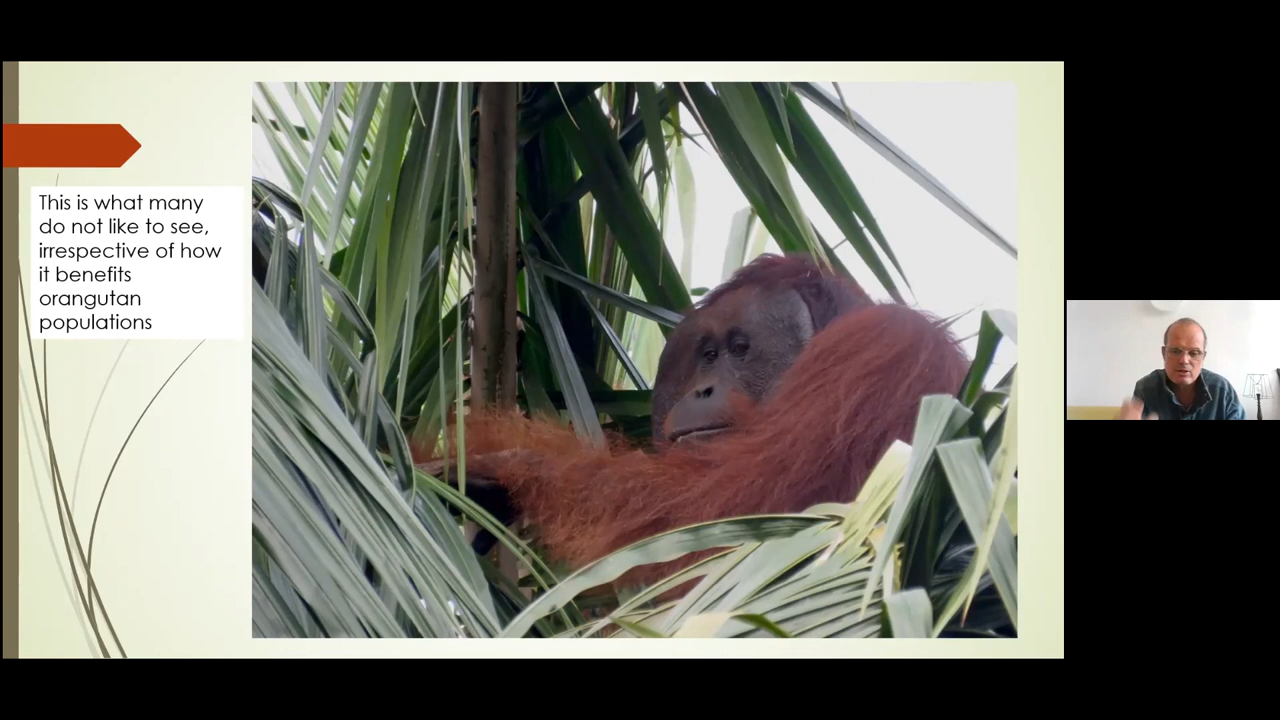 This is what many
do not like to see,
irrespective of how
it benefits
orangutan
populations